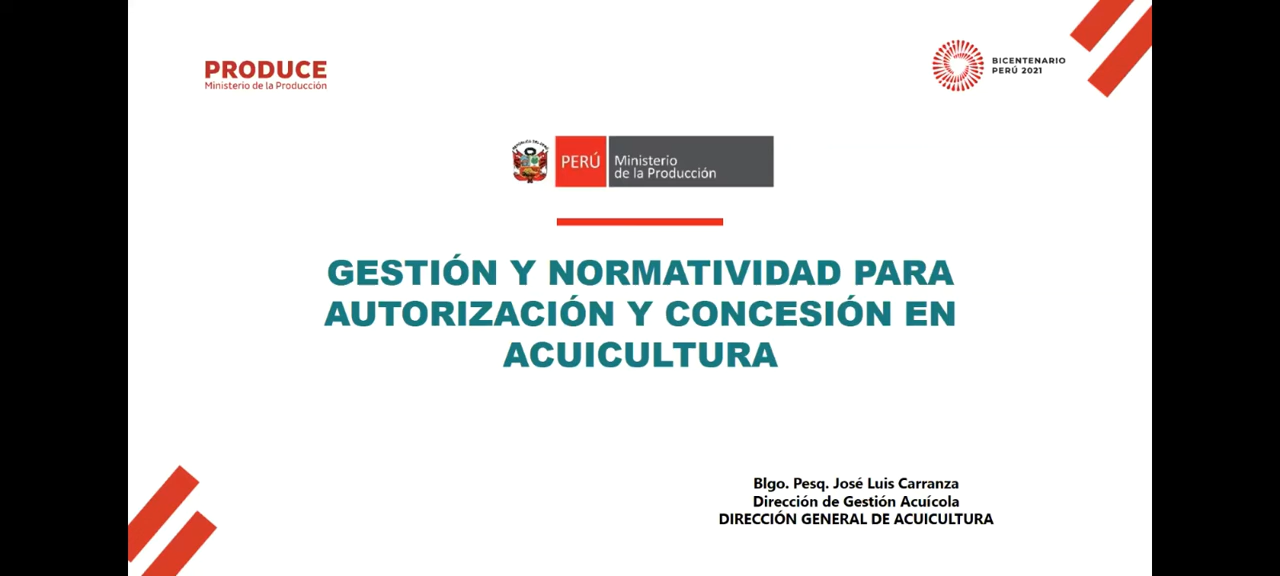 PRODUCE
Ministerio de la Producción
BICENTENARIO
PERÚ 2021
PERÚ
Ministerio
de la Producción
GESTIÓN Y NORMATIVIDAD PARA
AUTORIZACIÓN Y CONCESIÓN EN
ACUICULTURA
Blgo. Pesq. José Luis Carranza
Dirección de Gestión Acuícola
DIRECCIÓN GENERAL DE ACUICULTURA